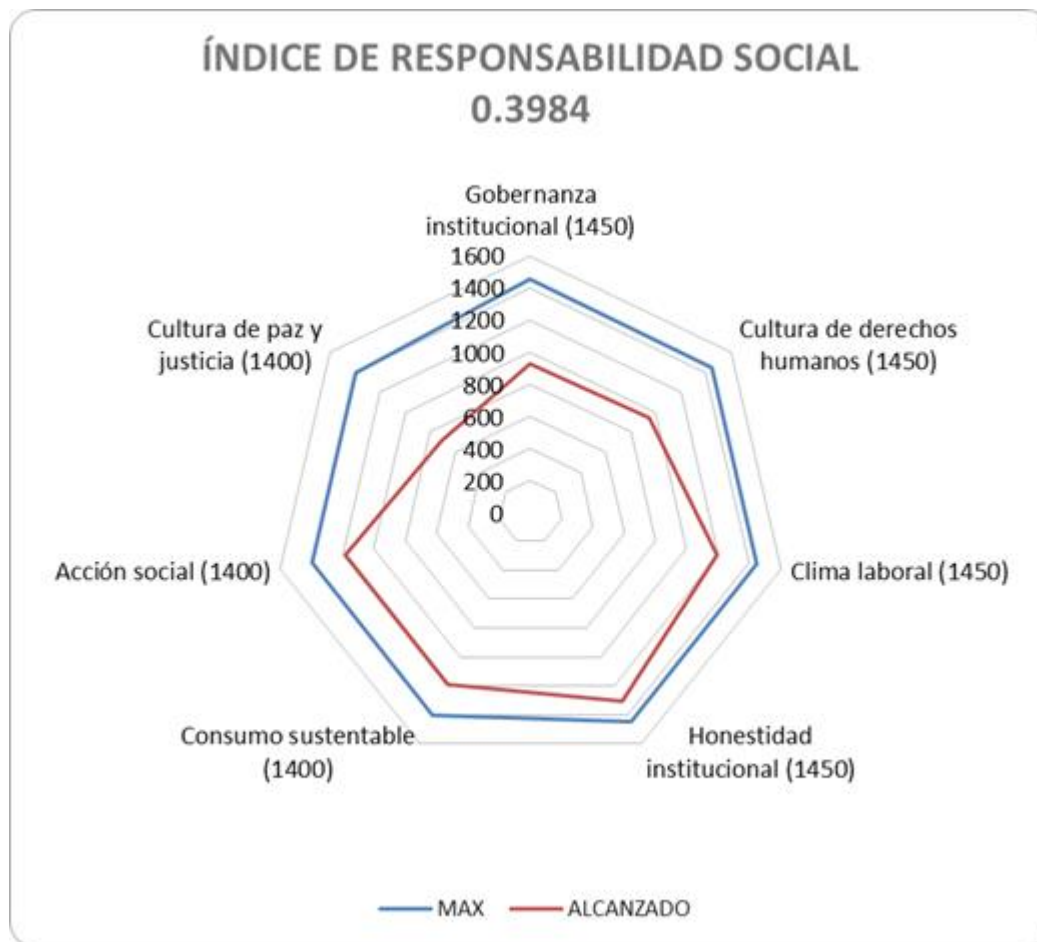 ÍNDICE DE RESPONSABILIDAD SOCIAL
0.3984
Gobernanza
institucional (1450)
1600
1400
1200
1000
800
600
400
200
0
Cultura de derechos
humanos (1450)
Clima laboral (1450)
Honestidad
institucional (1450)
Consumo sustentable
(1400)
Acción social (1400)
Cultura de paz y
justicia (1400)
MAX
ALCANZADO